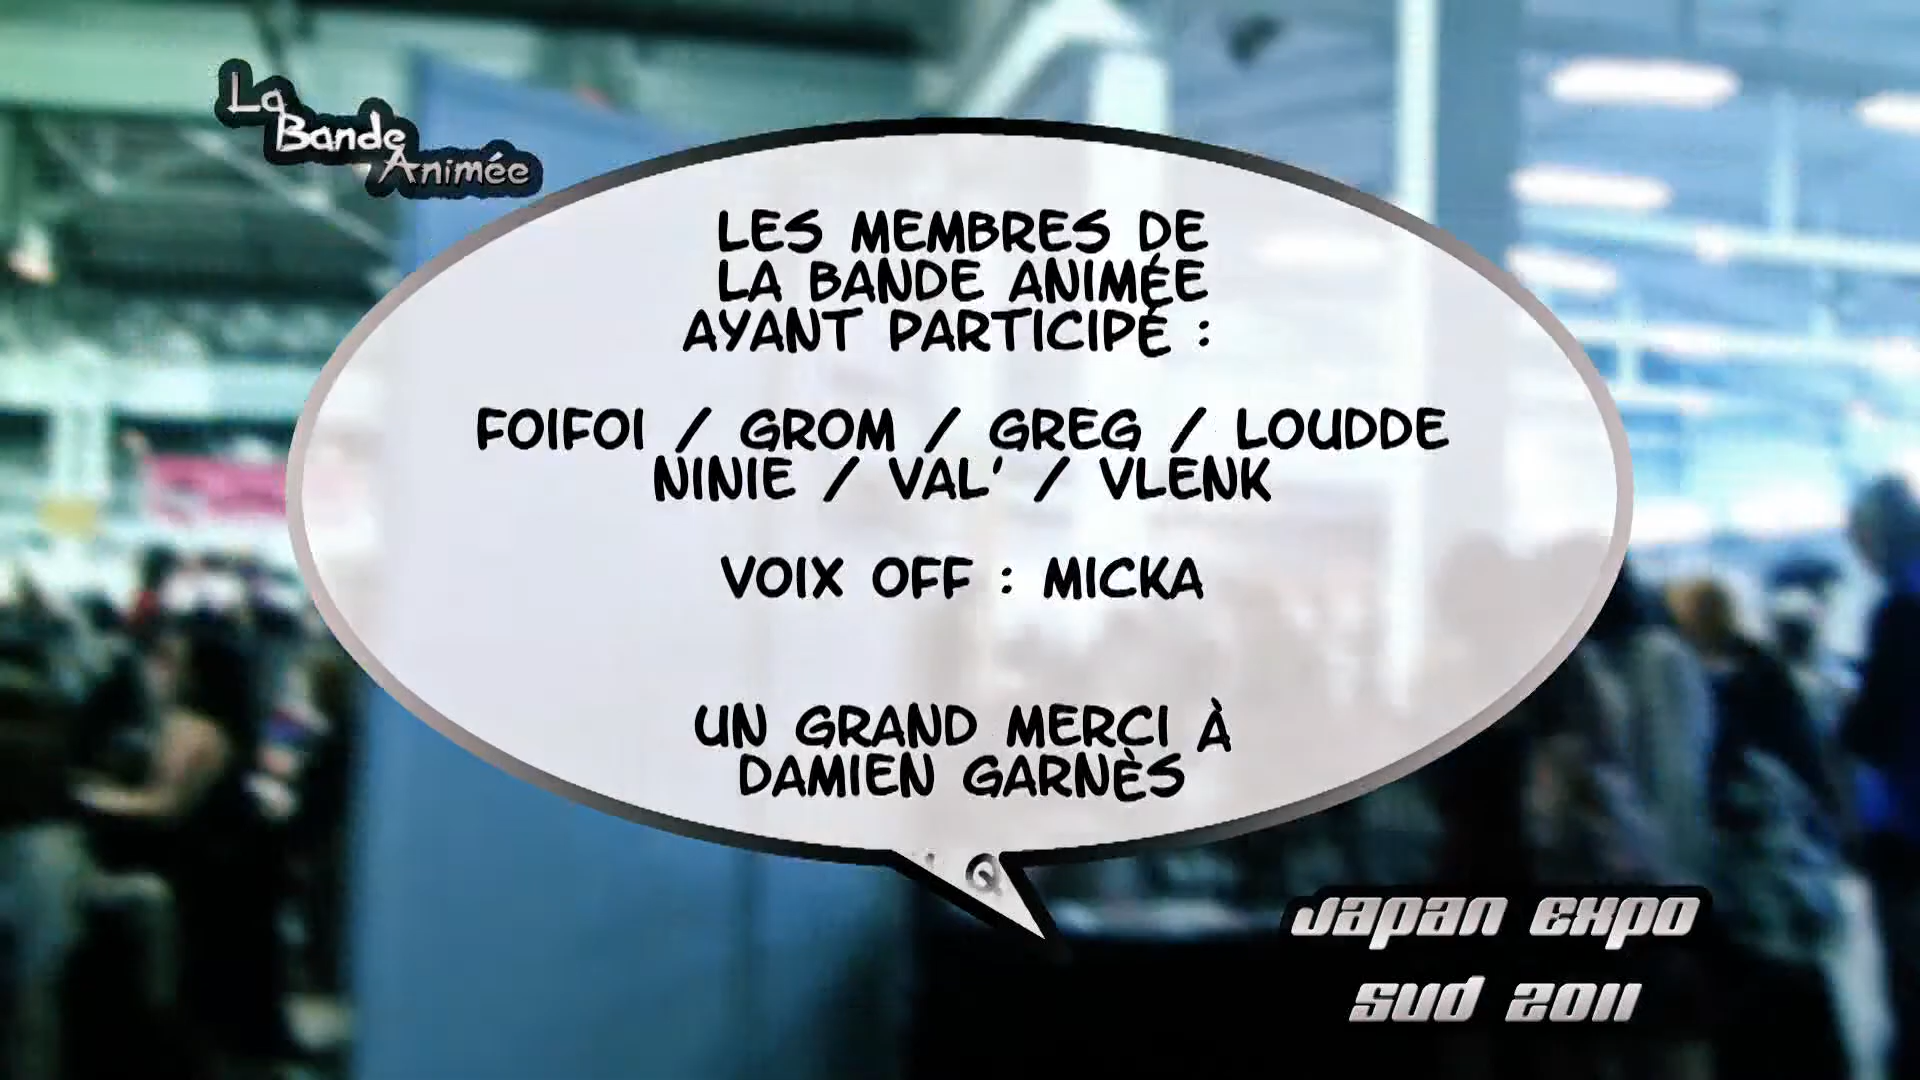 La
Bande
Animée
LES MEMBRES DE
LA BANDE ANIMÉE
AYANT PARTICIPÉ :
FOIFOI / GROM / GREG / LOUDDE
NINIE / VAL' / VLENK
VOIX OFF : MICKA
UN GRAND MERCI À
DAMIEN GARNÈS
Q
JAPAN EXPO
SUD 2011